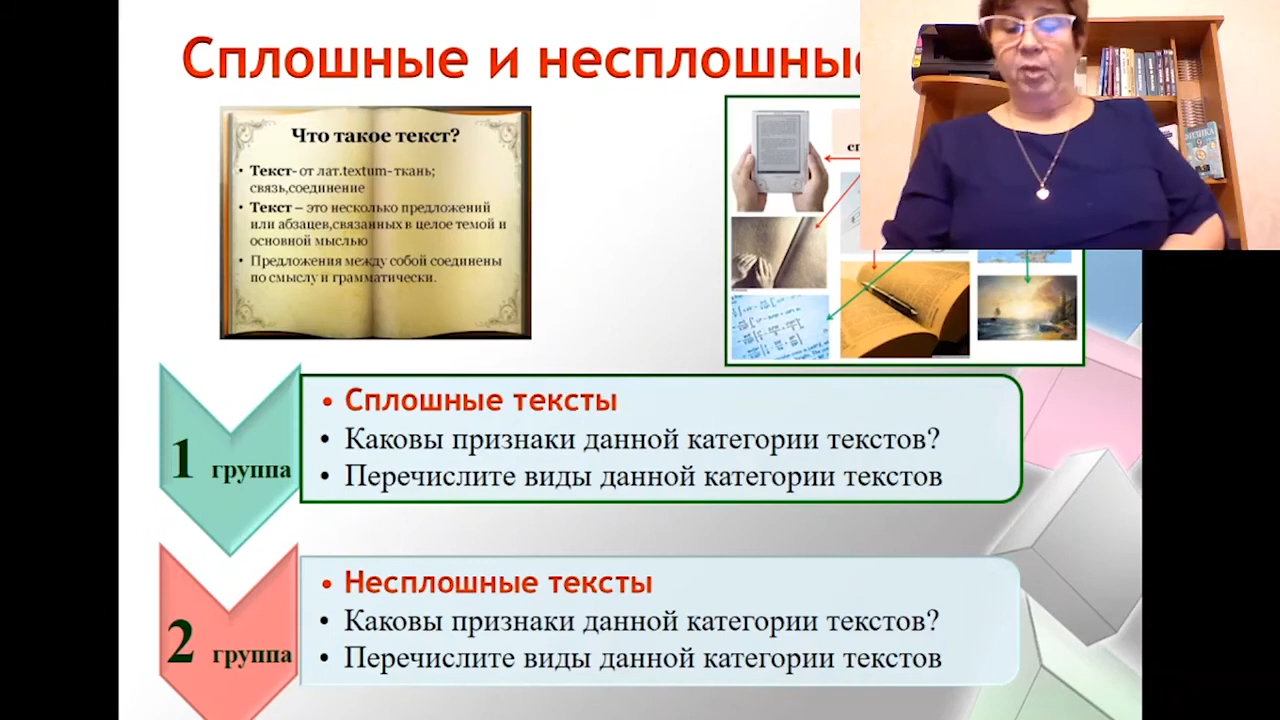 Сплошные и несплошные
Что такое текст?
• Текст- от лат.textum- ткань;
связь,соединение
• Текст – это несколько предложений
или абзацев,связанных в целое темой и
основной мыслью
• Предложения между собой соединены
по смыслу и грамматически.
1 группа
• Сплошные тексты
• Каковы признаки данной категории текстов?
• Перечислите виды данной категории текстов
2 группа
• Несплошные тексты
• Каковы признаки данной категории текстов?
• Перечислите виды данной категории текстов